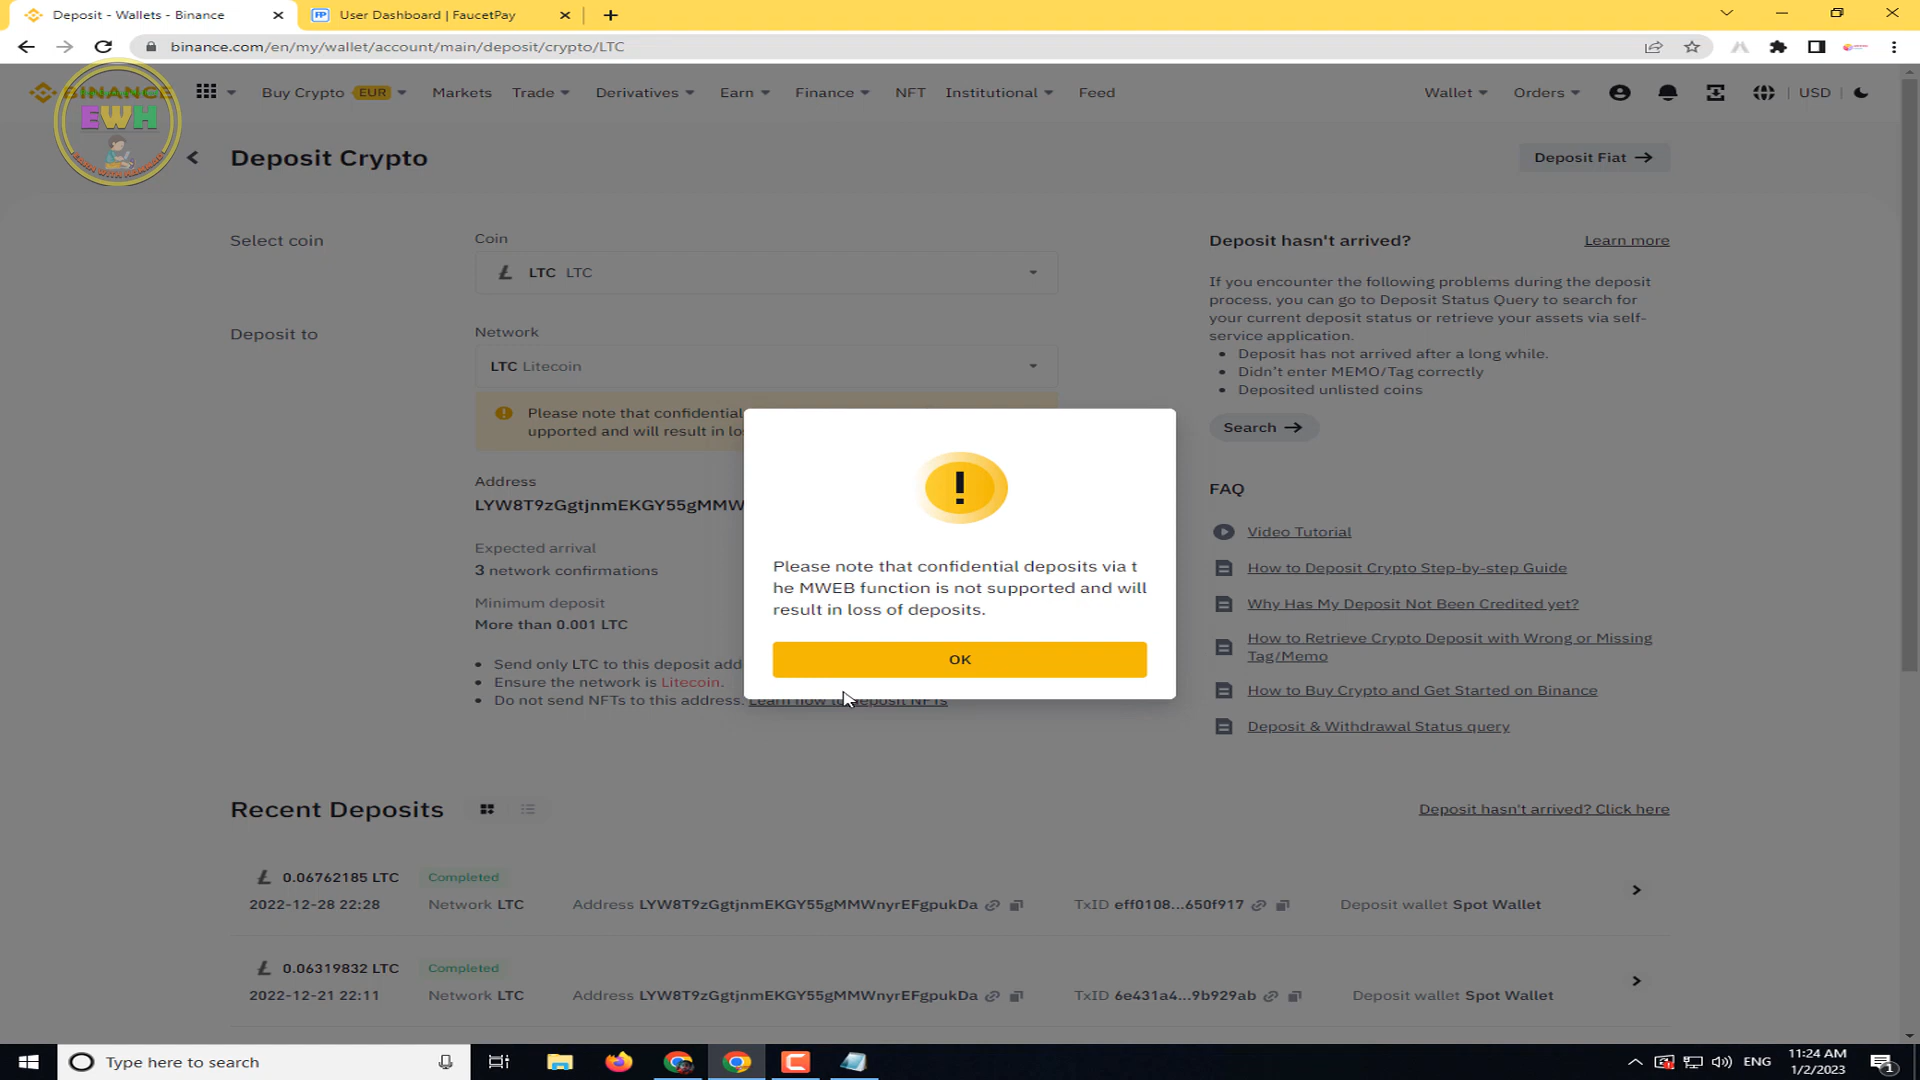 Deposit - Wallets - Binance
User Dashboard | FaucetPay
binance.com/en/my/wallet/account/main/deposit/crypto/LTC
BINANCE
EWH
Buy Crypto EUR
Markets
Trade
Derivatives
Earn
Finance
NFT
Institutional
Feed
Wallet
Orders
USD
Deposit Crypto
Deposit Fiat
Select coin
Coin
LTC LTC
Deposit to
Network
LTC Litecoin
Please note that confidential
upported and will result in lo
Address
LYW8T9zGgtjnmEKGY55gMMW
Expected arrival
3 network confirmations
Minimum deposit
More than 0.001 LTC
Send only LTC to this deposit add
Ensure the network is Litecoin.
Do not send NFTs to this address. Learn how to deposit NFTs
Please note that confidential deposits via t
he MWEB function is not supported and will
result in loss of deposits.
OK
Deposit hasn't arrived?
Learn more
If you encounter the following problems during the deposit
process, you can go to Deposit Status Query to search for
your current deposit status or retrieve your assets via self-
service application.
Deposit has not arrived after a long while.
Didn't enter MEMO/Tag correctly
Deposited unlisted coins
Search
FAQ
Video Tutorial
How to Deposit Crypto Step-by-step Guide
Why Has My Deposit Not Been Credited yet?
How to Retrieve Crypto Deposit with Wrong or Missing
Tag/Memo
How to Buy Crypto and Get Started on Binance
Deposit & Withdrawal Status query
Recent Deposits
Deposit hasn't arrived? Click here
0.06762185 LTC Completed
2022-12-28 22:28 Network LTC Address LYW8T9zGgtjnmEKGY55gMMWnyrEFgpukDa TxID eff0108...650f917 Deposit wallet Spot Wallet
0.06319832 LTC Completed
2022-12-21 22:11 Network LTC Address LYW8T9zGgtjnmEKGY55gMMWnyrEFgpukDa TxID 6e431a4...9b929ab Deposit wallet Spot Wallet
Type here to search
ENG
11:24 AM
1/2/2023
1